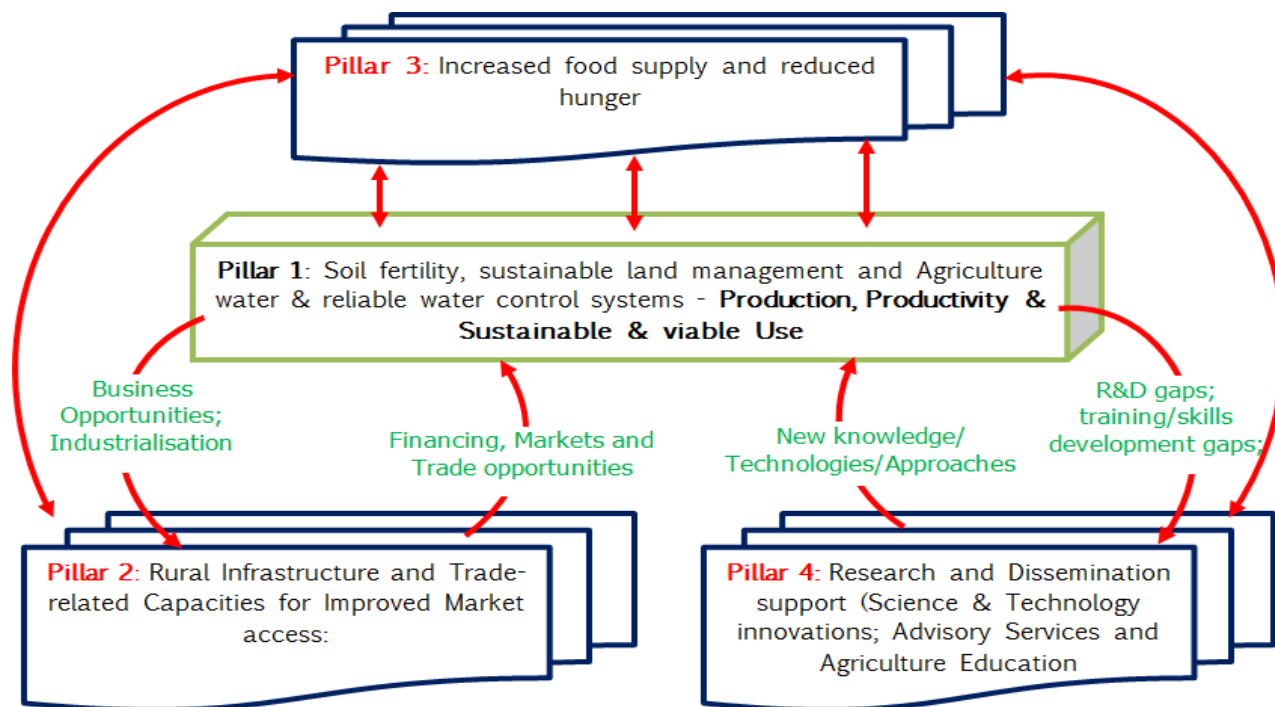 Pillar 3: Increased food supply and reduced
hunger
Pillar 1: Soil fertility, sustainable land management and Agriculture
water & reliable water control systems - Production, Productivity &
Sustainable & viable Use
Business
Opportunities;
Industrialisation
Financing, Markets and
Trade opportunities
New knowledge/
Technologies/Approaches
R&D gaps;
training/skills
development gaps;
Pillar 2: Rural Infrastructure and Trade-
related Capacities for Improved Market
access:
Pillar 4: Research and Dissemination
support (Science & Technology
innovations; Advisory Services and
Agriculture Education